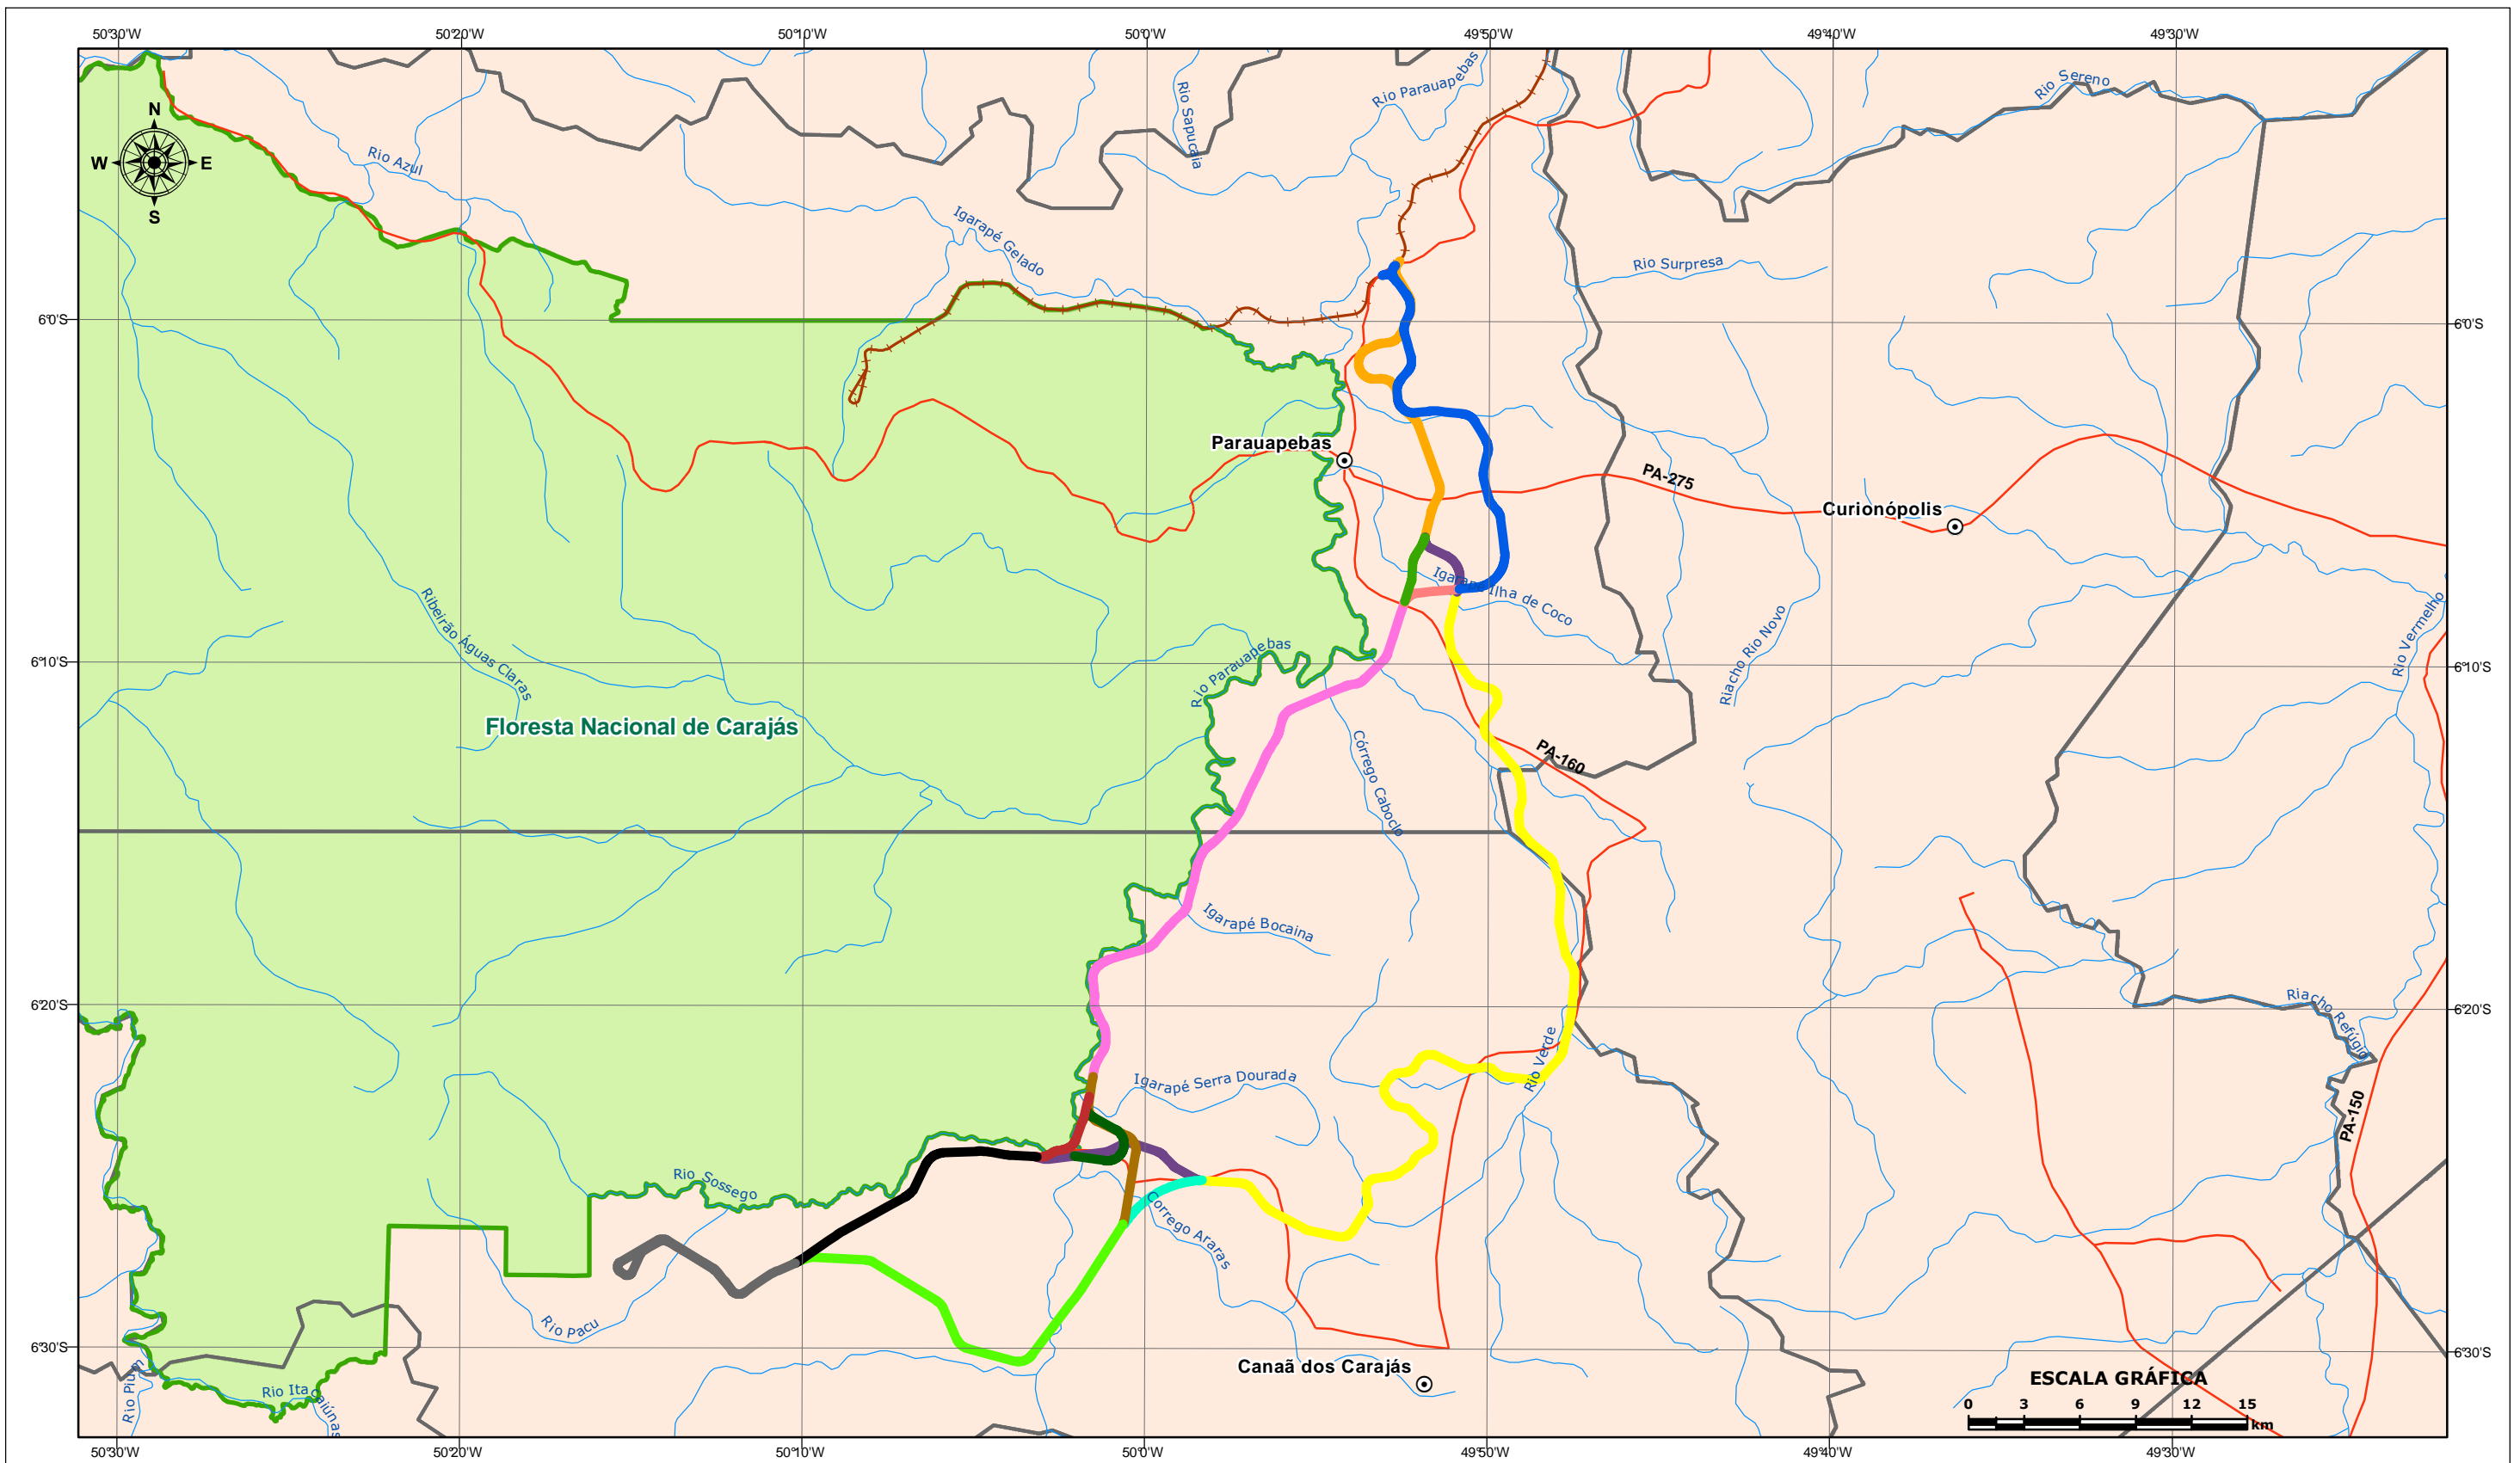 50°30'W 50°20'W 50°10'W 50°0'W 49°50'W 49°40'W 49°30'W
N
W E
S
Rio Azul
Rio Sapucaia
Rio Parauapebas
Rio Sereno
Igarapé Gelado
Rio Surpresa
6°0'S 6°0'S
Parauapebas
PA-275
Curionópolis
Igarapé Ilha de Coco
Ribeirão Águas Claras
Rio Parauapebas
Riacho Rio Novo
Rio Vermelho
6°10'S 6°10'S
Floresta Nacional de Carajás
PA-160
Córrego Caboclo
Igarapé Bocaina
6°20'S 6°20'S
Riacho Refúgio
Rio Verde
Igarapé Serra Dourada
PA-150
Rio Sossego
Corrego Araras
Rio Pacu
6°30'S 6°30'S
Canaã dos Carajás
Rio Pium
Rio Itacaiúnas
ESCALA GRÁFICA
0 3 6 9 12 15
km
50°30'W 50°20'W 50°10'W 50°0'W 49°50'W 49°40'W 49°30'W